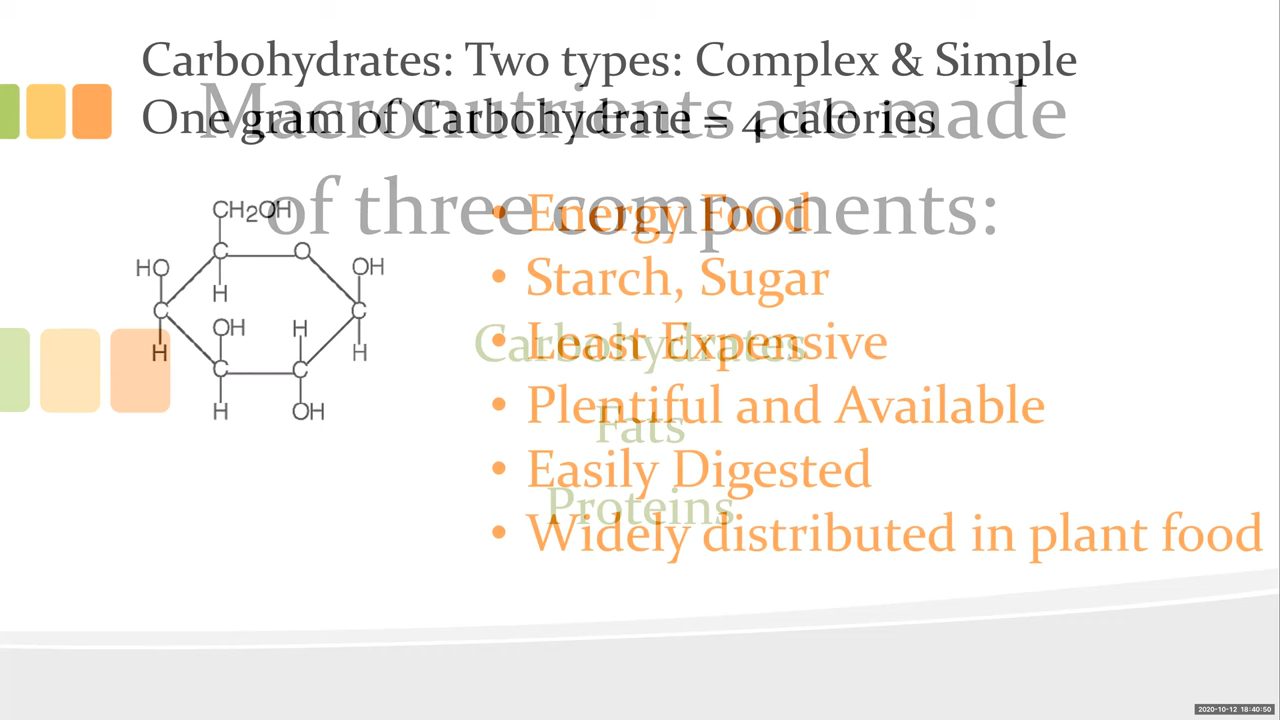 Carbohydrates: Two types: Complex & Simple
One gram of Carbohydrate = 4 calories
Macronutrients are made
of three components:
• Energy Food
• Starch, Sugar
• Least Expensive
• Plentiful and Available
• Easily Digested
• Widely distributed in plant food
Carbohydrates
Fats
Proteins
CH2OH
C
O
HO
OH
H
C
C
OH
H
H
H
C
C
H
OH
2020-10-12 18:40:50